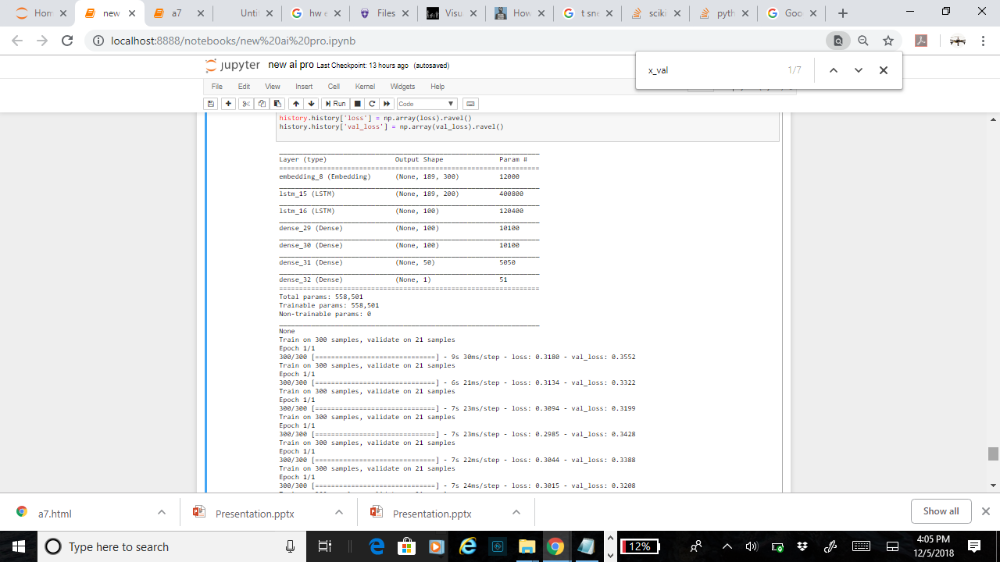 Hom
new
a7
Untit
hw e
Files
Visu
How
t sne
sciki
pyth
Goo
localhost:8888/notebooks/new%20ai%20pro.ipynb
jupyter new ai pro Last Checkpoint: 13 hours ago (autosaved)
x_val 1/7
File Edit View Insert Cell Kernel Widgets Help
Run Code
history.history['loss'] = np.array(loss).ravel()
history.history['val_loss'] = np.array(val_loss).ravel()
Layer (type) Output Shape Param #
=================================================================
embedding_8 (Embedding) (None, 189, 300) 12000
lstm_15 (LSTM) (None, 189, 200) 400800
lstm_16 (LSTM) (None, 100) 120400
dense_29 (Dense) (None, 100) 10100
dense_30 (Dense) (None, 100) 10100
dense_31 (Dense) (None, 50) 5050
dense_32 (Dense) (None, 1) 51
=================================================================
Total params: 558,501
Trainable params: 558,501
Non-trainable params: 0
None
Train on 300 samples, validate on 21 samples
Epoch 1/1
300/300 [==============================] - 9s 30ms/step - loss: 0.3180 - val_loss: 0.3552
Train on 300 samples, validate on 21 samples
Epoch 1/1
300/300 [==============================] - 6s 21ms/step - loss: 0.3134 - val_loss: 0.3322
Train on 300 samples, validate on 21 samples
Epoch 1/1
300/300 [==============================] - 7s 23ms/step - loss: 0.3094 - val_loss: 0.3199
Train on 300 samples, validate on 21 samples
Epoch 1/1
300/300 [==============================] - 7s 23ms/step - loss: 0.2985 - val_loss: 0.3428
Train on 300 samples, validate on 21 samples
Epoch 1/1
300/300 [==============================] - 7s 22ms/step - loss: 0.3044 - val_loss: 0.3388
Train on 300 samples, validate on 21 samples
Epoch 1/1
300/300 [==============================] - 7s 24ms/step - loss: 0.3015 - val_loss: 0.3208
a7.html
Presentation.pptx
Presentation.pptx
Show all
Type here to search
12%
4:05 PM
12/5/2018